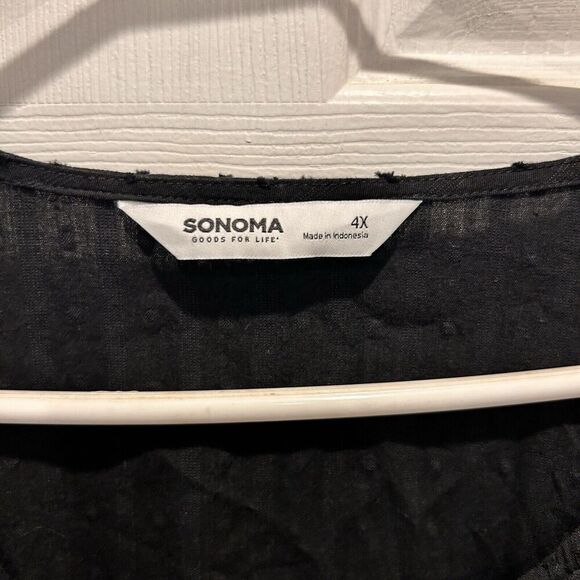 SONOMA
GOODS FOR LIFE
4X
Made in Indonesia